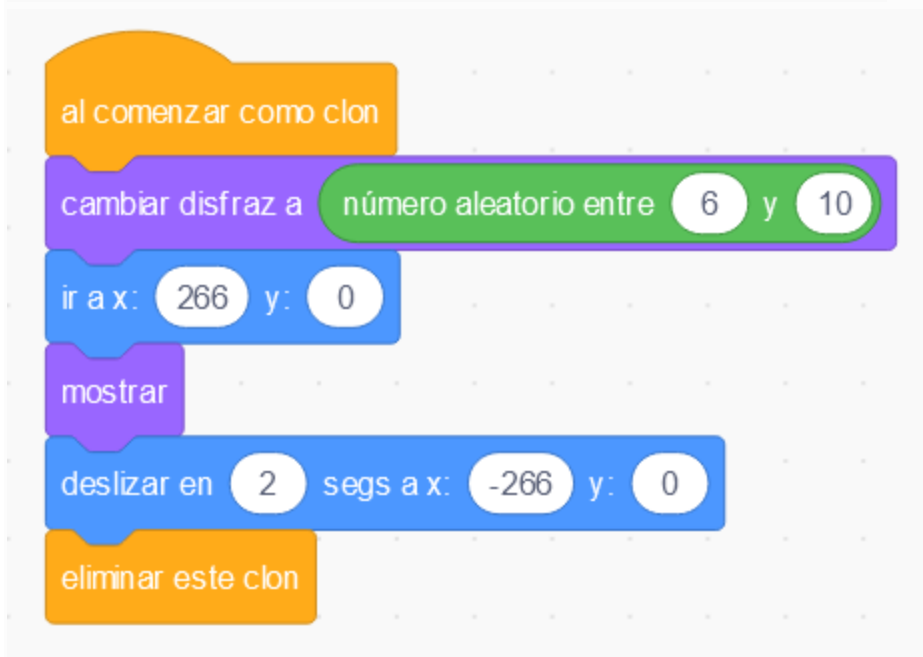 al comenzar como clon
cambiar disfraz a número aleatorio entre 6 y 10
ir a x: 266 y: 0
mostrar
deslizar en 2 segs a x: -266 y: 0
eliminar este clon